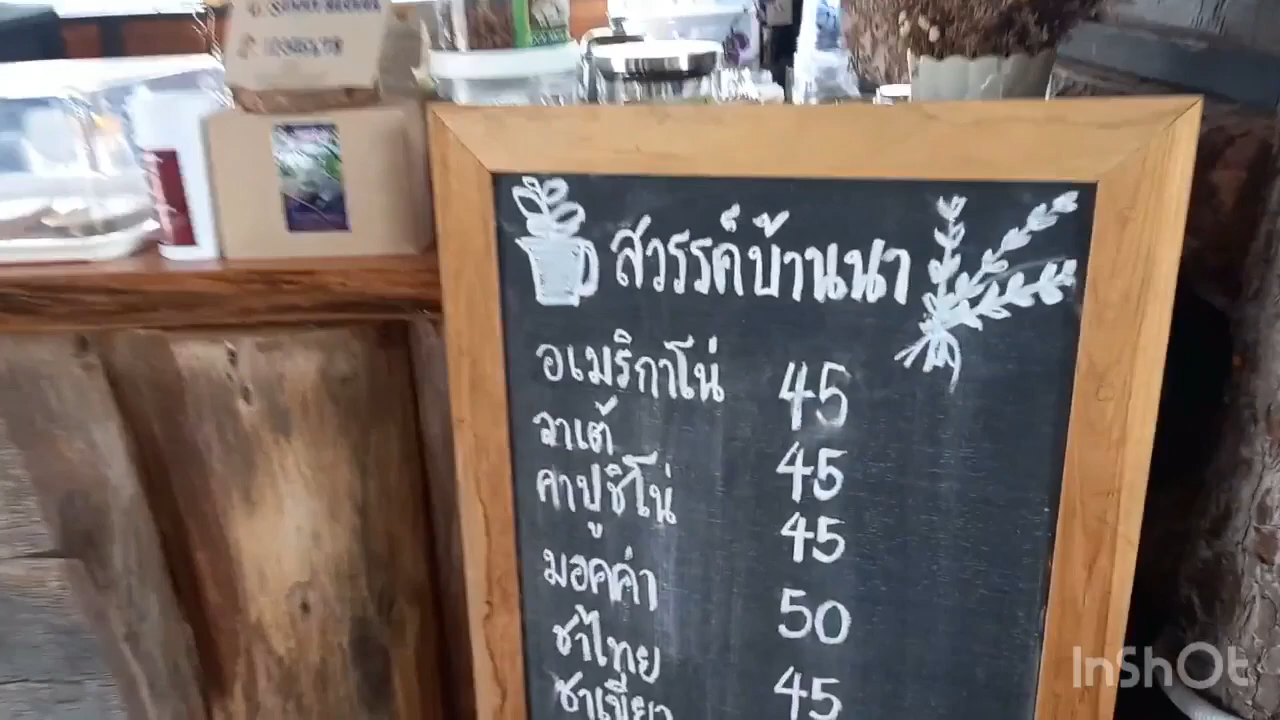 สวรรค์บ้านนา
อเมริกาโน่ 45
ลาเต้ 45
คาปูชิโน่ 45
มอคค่า 50
ชาไทย 45
ชาเขียว
InShOt